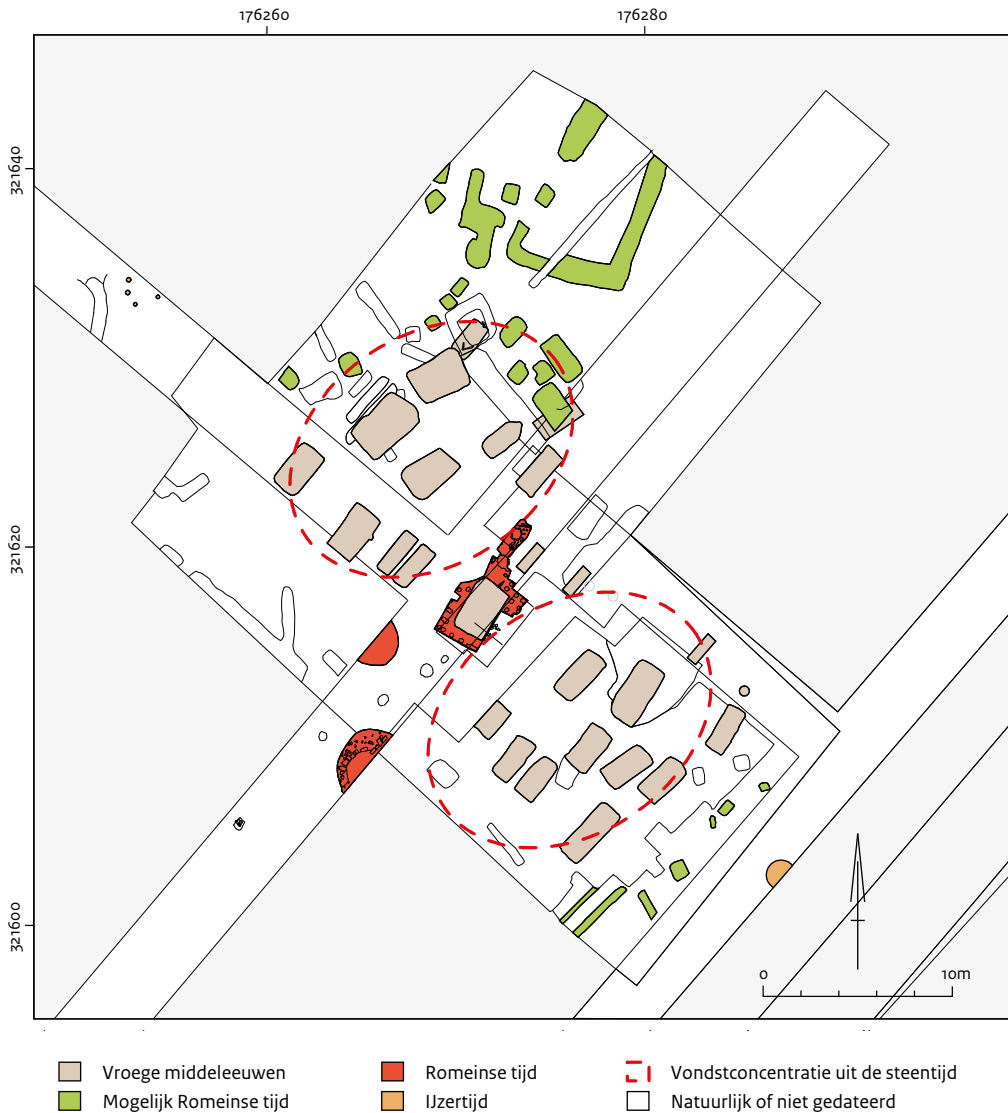 176260 176280
321640
321620
321600
0 10m
Vroege middeleeuwen Romeinse tijd Vondstconcentratie uit de steentijd
Mogelijk Romeinse tijd IJzertijd Natuurlijk of niet gedateerd